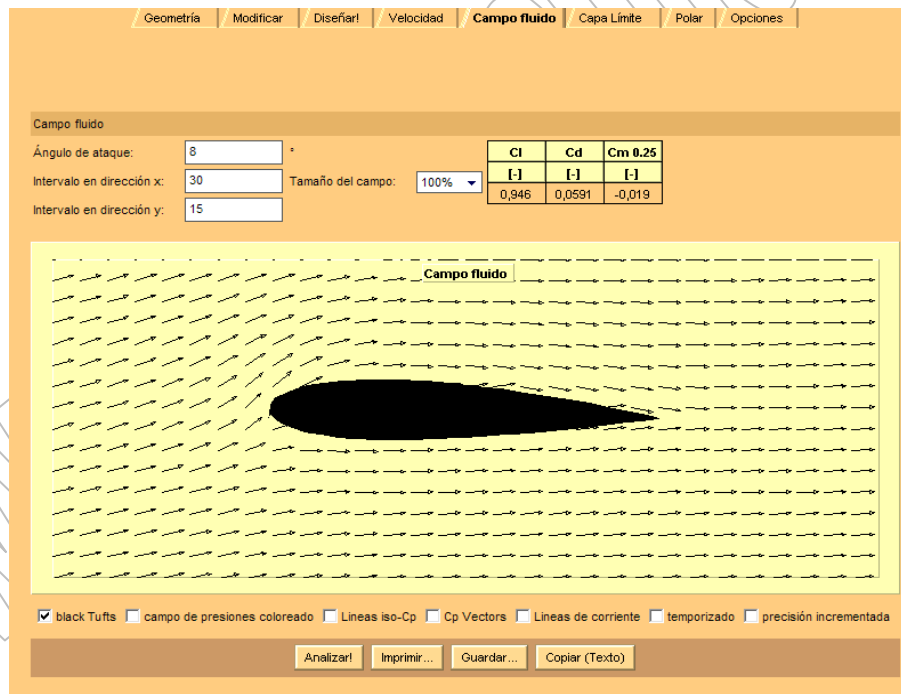 Geometría Modificar Diseñar! Velocidad Campo fluido Capa Límite Polar Opciones
Campo fluido
Ángulo de ataque: 8 °
Intervalo en dirección x: 30 Tamaño del campo: 100%
Intervalo en dirección y: 15
Cl Cd Cm 0.25
[-] [-] [-]
0,946 0,0591 -0,019
Campo fluido
black Tufts campo de presiones coloreado Lineas iso-Cp Cp Vectors Lineas de corriente temporizado precisión incrementada
Analizar! Imprimir... Guardar... Copiar (Texto)